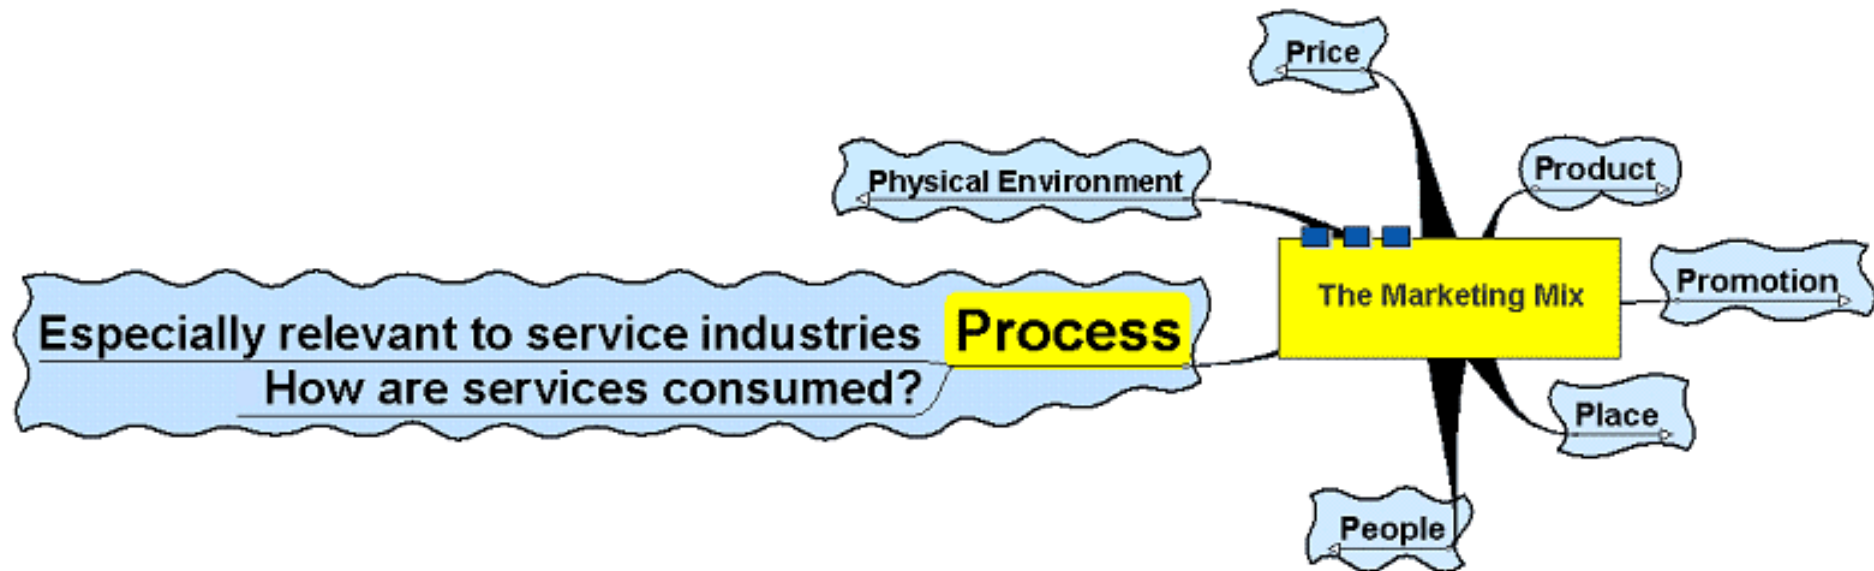 Price
Product
Physical Environment
Promotion
The Marketing Mix
Especially relevant to service industries
Process
How are services consumed?
Place
People